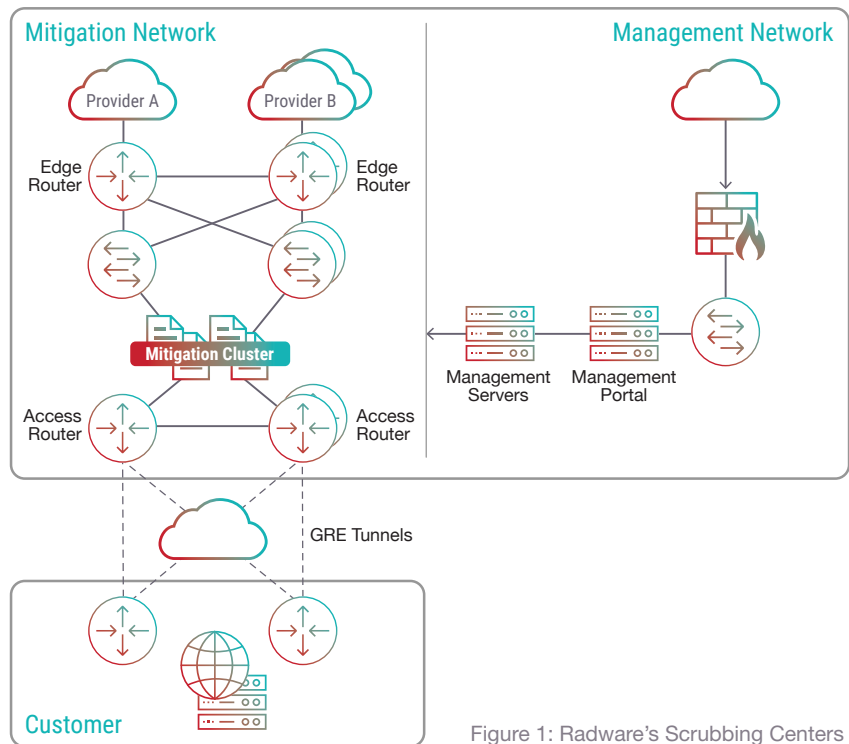 Mitigation Network
Management Network
Provider A
Provider B
Edge
Router
Edge
Router
Mitigation Cluster
Management
Servers
Management
Portal
Access
Router
Access
Router
GRE Tunnels
Customer
Figure 1: Radware's Scrubbing Centers